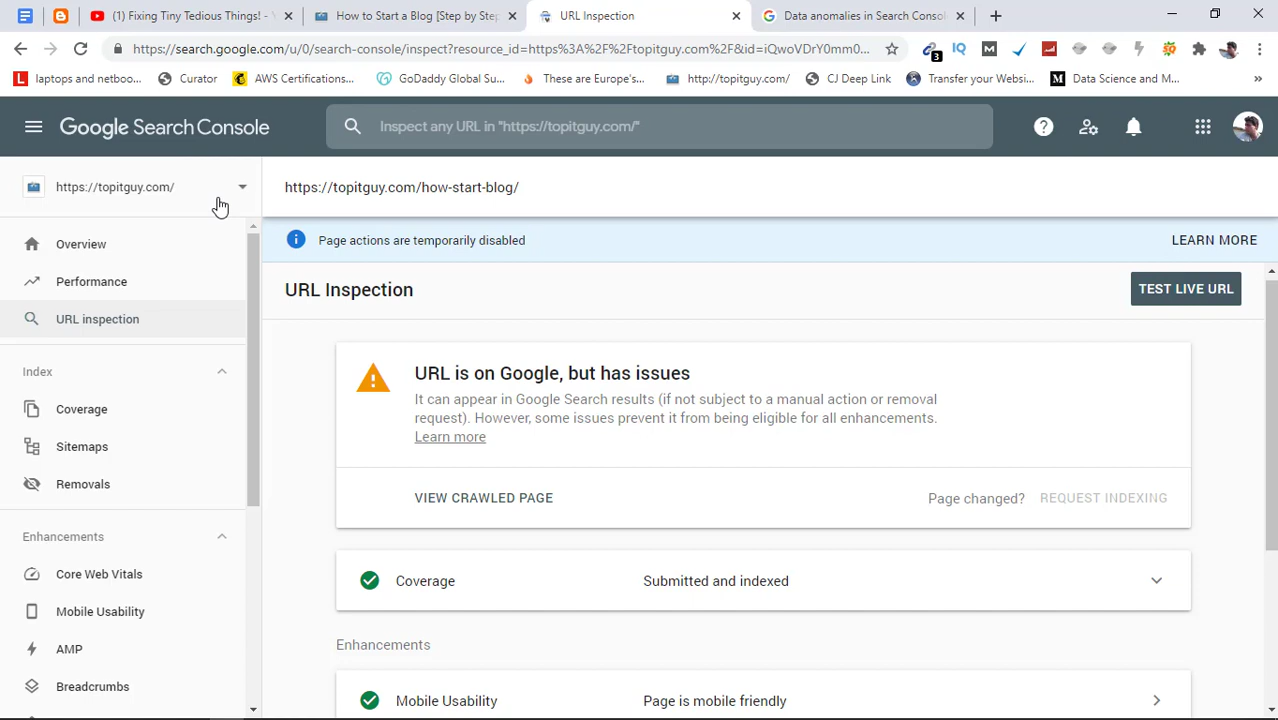 (1) Fixing Tiny Tedious Things! - Y
How to Start a Blog [Step by Step
URL Inspection
Data anomalies in Search Consol
https://search.google.com/u/0/search-console/inspect?resource_id=https%3A%2F%2Ftopitguy.com%2F&id=iQwoVDrY0mm0...
3
laptops and netboo...
Curator
AWS Certifications...
GoDaddy Global Su...
These are Europe's...
http://topitguy.com/
CJ Deep Link
Transfer your Websi...
Data Science and M...
»
Google Search Console
Inspect any URL in "https://topitguy.com/"
https://topitguy.com/
https://topitguy.com/how-start-blog/
Overview
Performance
URL inspection
Index
Coverage
Sitemaps
Removals
Enhancements
Core Web Vitals
Mobile Usability
AMP
Breadcrumbs
Page actions are temporarily disabled
LEARN MORE
URL Inspection
TEST LIVE URL
URL is on Google, but has issues
It can appear in Google Search results (if not subject to a manual action or removal
request). However, some issues prevent it from being eligible for all enhancements.
Learn more
VIEW CRAWLED PAGE
Page changed?
REQUEST INDEXING
Coverage
Submitted and indexed
Enhancements
Mobile Usability
Page is mobile friendly